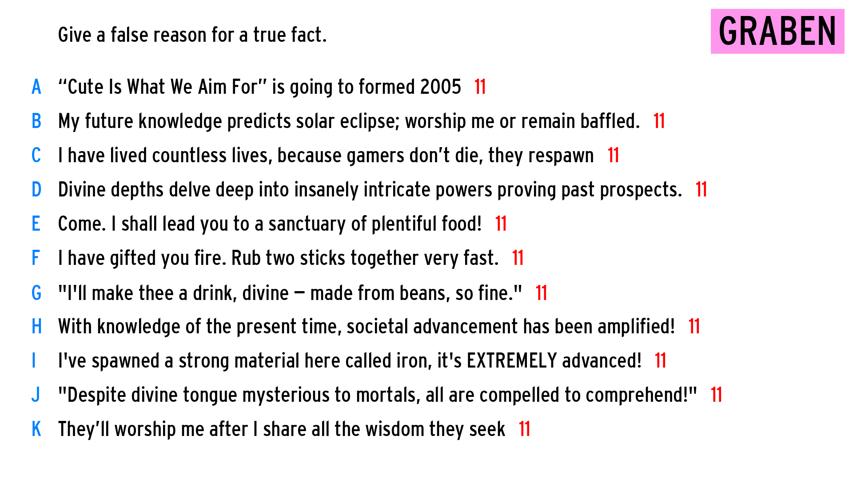 Give a false reason for a true fact.
GRABEN
A “Cute Is What We Aim For” is going to formed 2005 11
B My future knowledge predicts solar eclipse; worship me or remain baffled. 11
C I have lived countless lives, because gamers don’t die, they respawn 11
D Divine depths delve deep into insanely intricate powers proving past prospects. 11
E Come. I shall lead you to a sanctuary of plentiful food! 11
F I have gifted you fire. Rub two sticks together very fast. 11
G "I'll make thee a drink, divine – made from beans, so fine." 11
H With knowledge of the present time, societal advancement has been amplified! 11
I I've spawned a strong material here called iron, it's EXTREMELY advanced! 11
J "Despite divine tongue mysterious to mortals, all are compelled to comprehend!" 11
K They’ll worship me after I share all the wisdom they seek 11